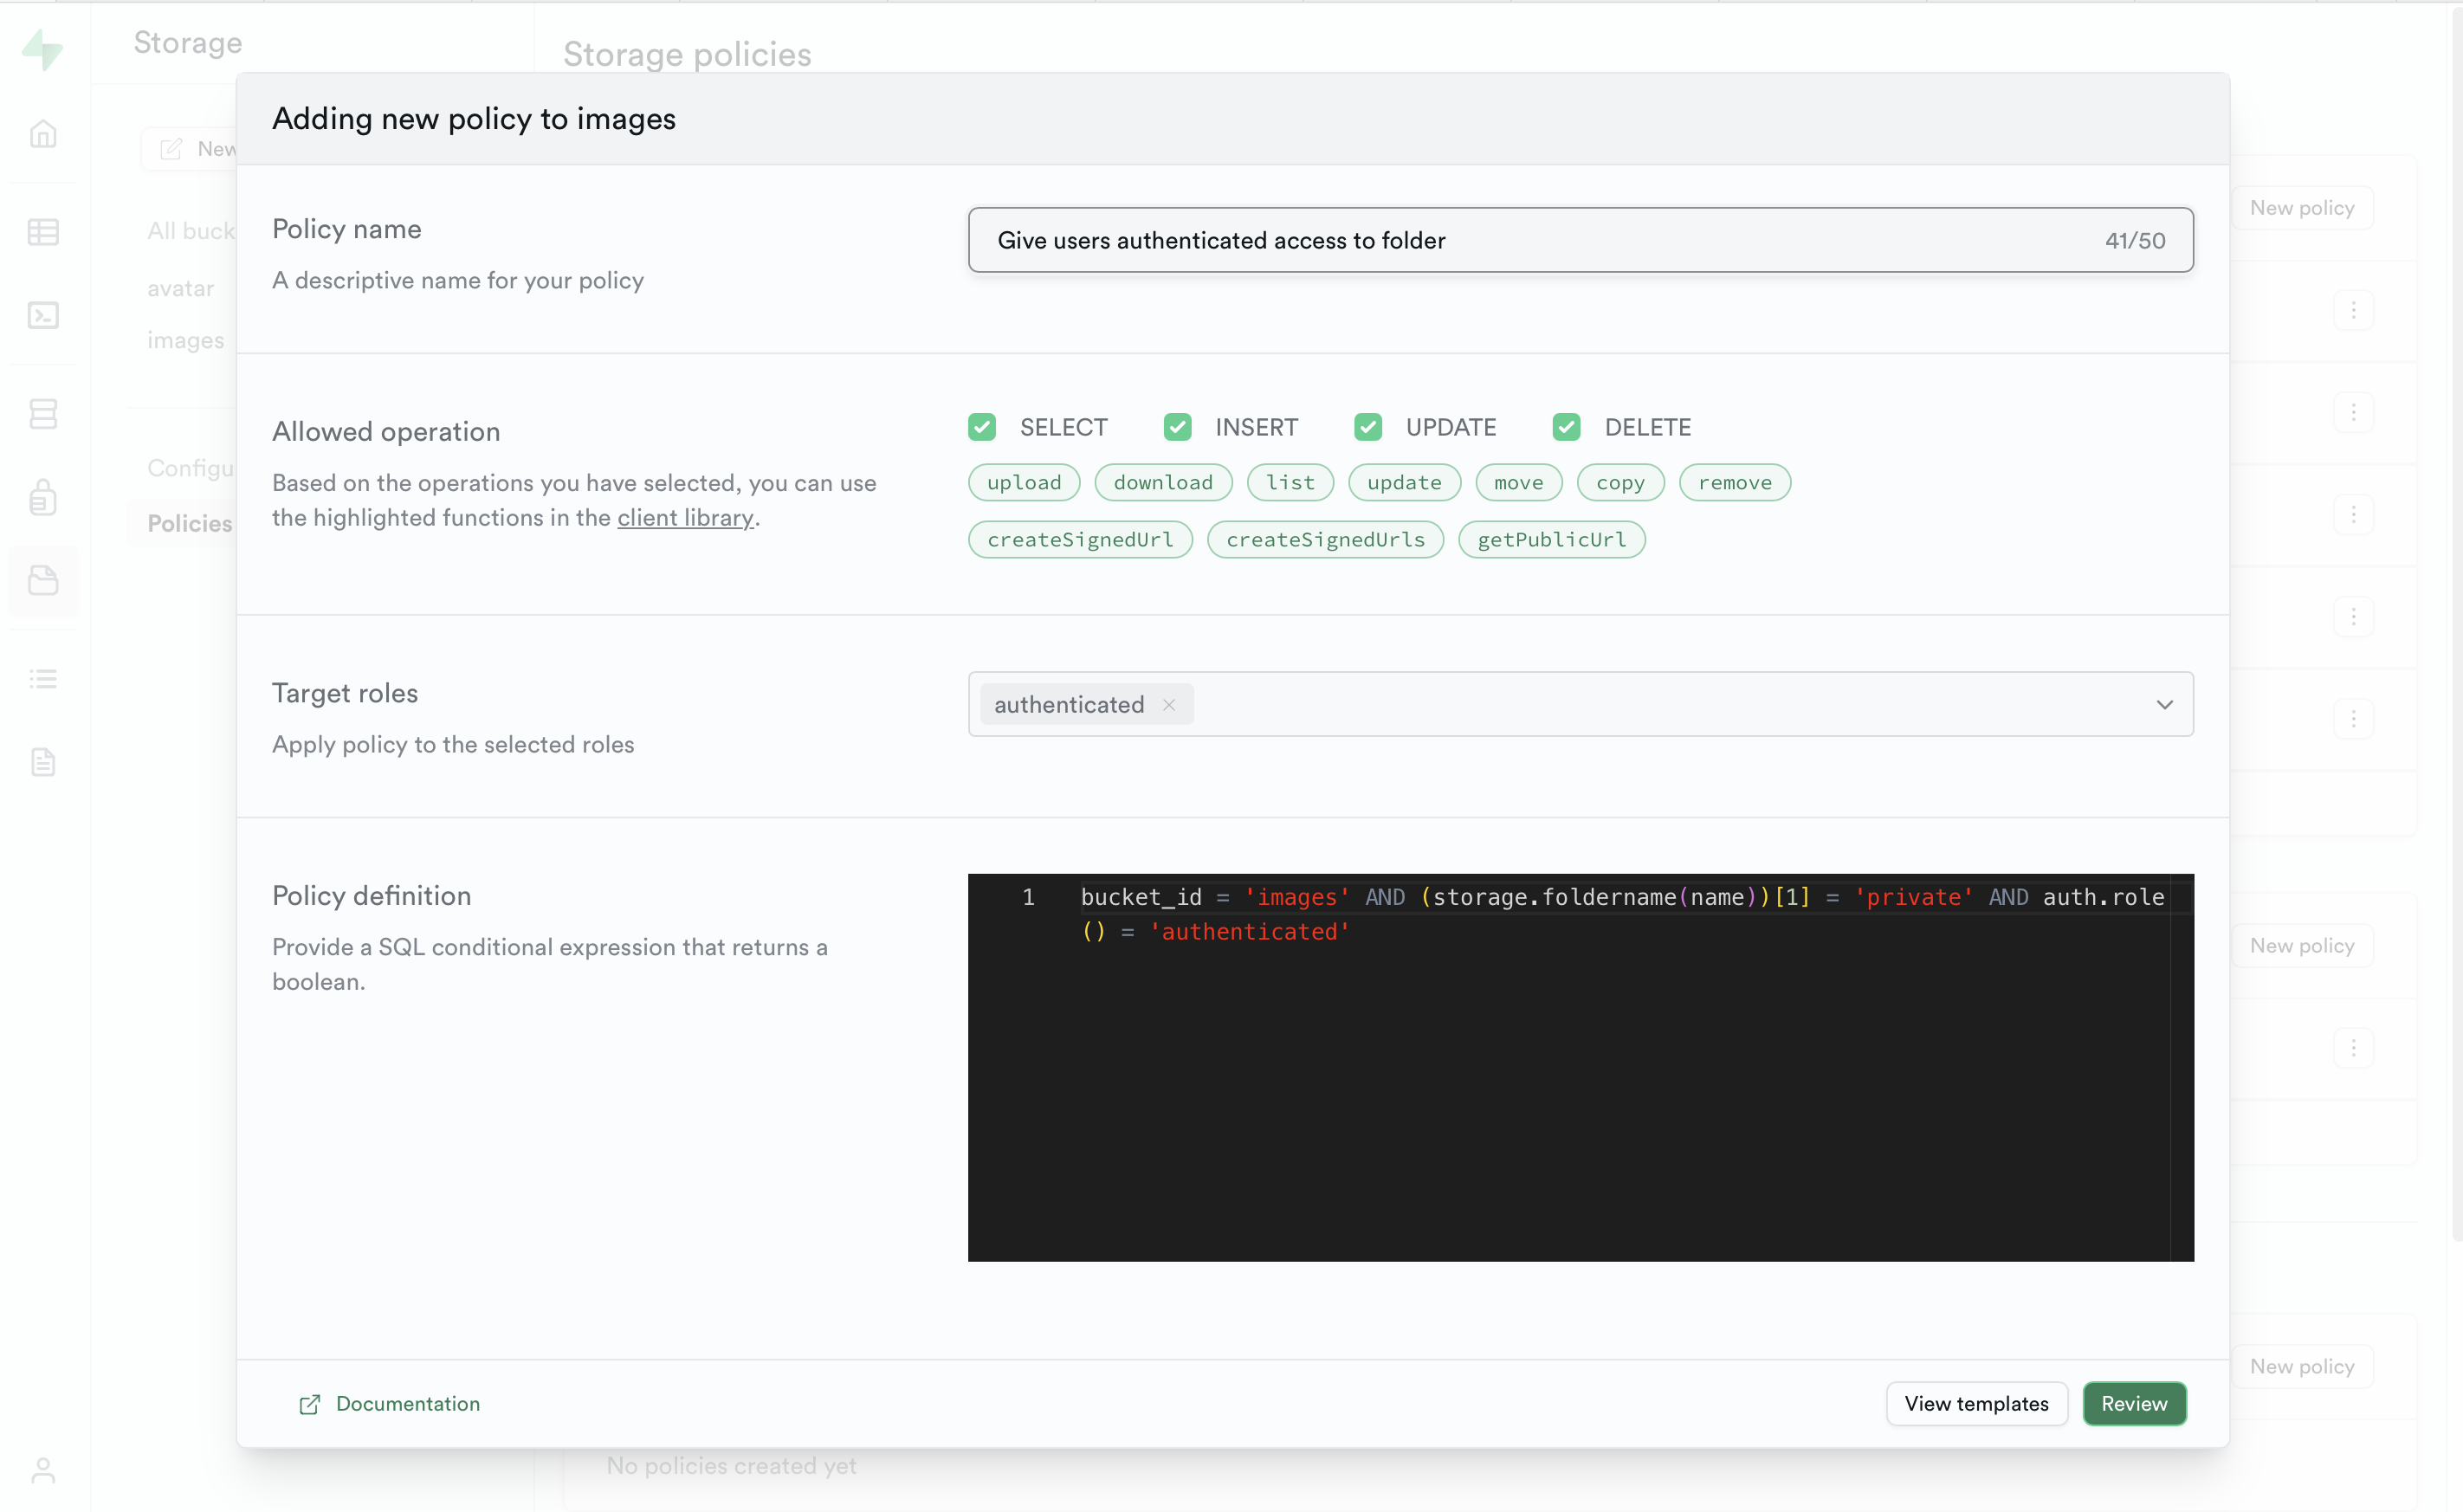 Storage
Storage policies
New
Adding new policy to images
Policy name
A descriptive name for your policy
Give users authenticated access to folder
41/50
New policy
All buck
avatar
images
Configu
Policies
Allowed operation
Based on the operations you have selected, you can use
the highlighted functions in the client library.
SELECT INSERT UPDATE DELETE
upload download list update move copy remove
createSignedUrl createSignedUrls getPublicUrl
Target roles
Apply policy to the selected roles
authenticated
Policy definition
Provide a SQL conditional expression that returns a
boolean.
1 bucket_id = 'images' AND (storage.foldername(name))[1] = 'private' AND auth.role
() = 'authenticated'
New policy
New policy
Documentation
View templates
Review
No policies created yet